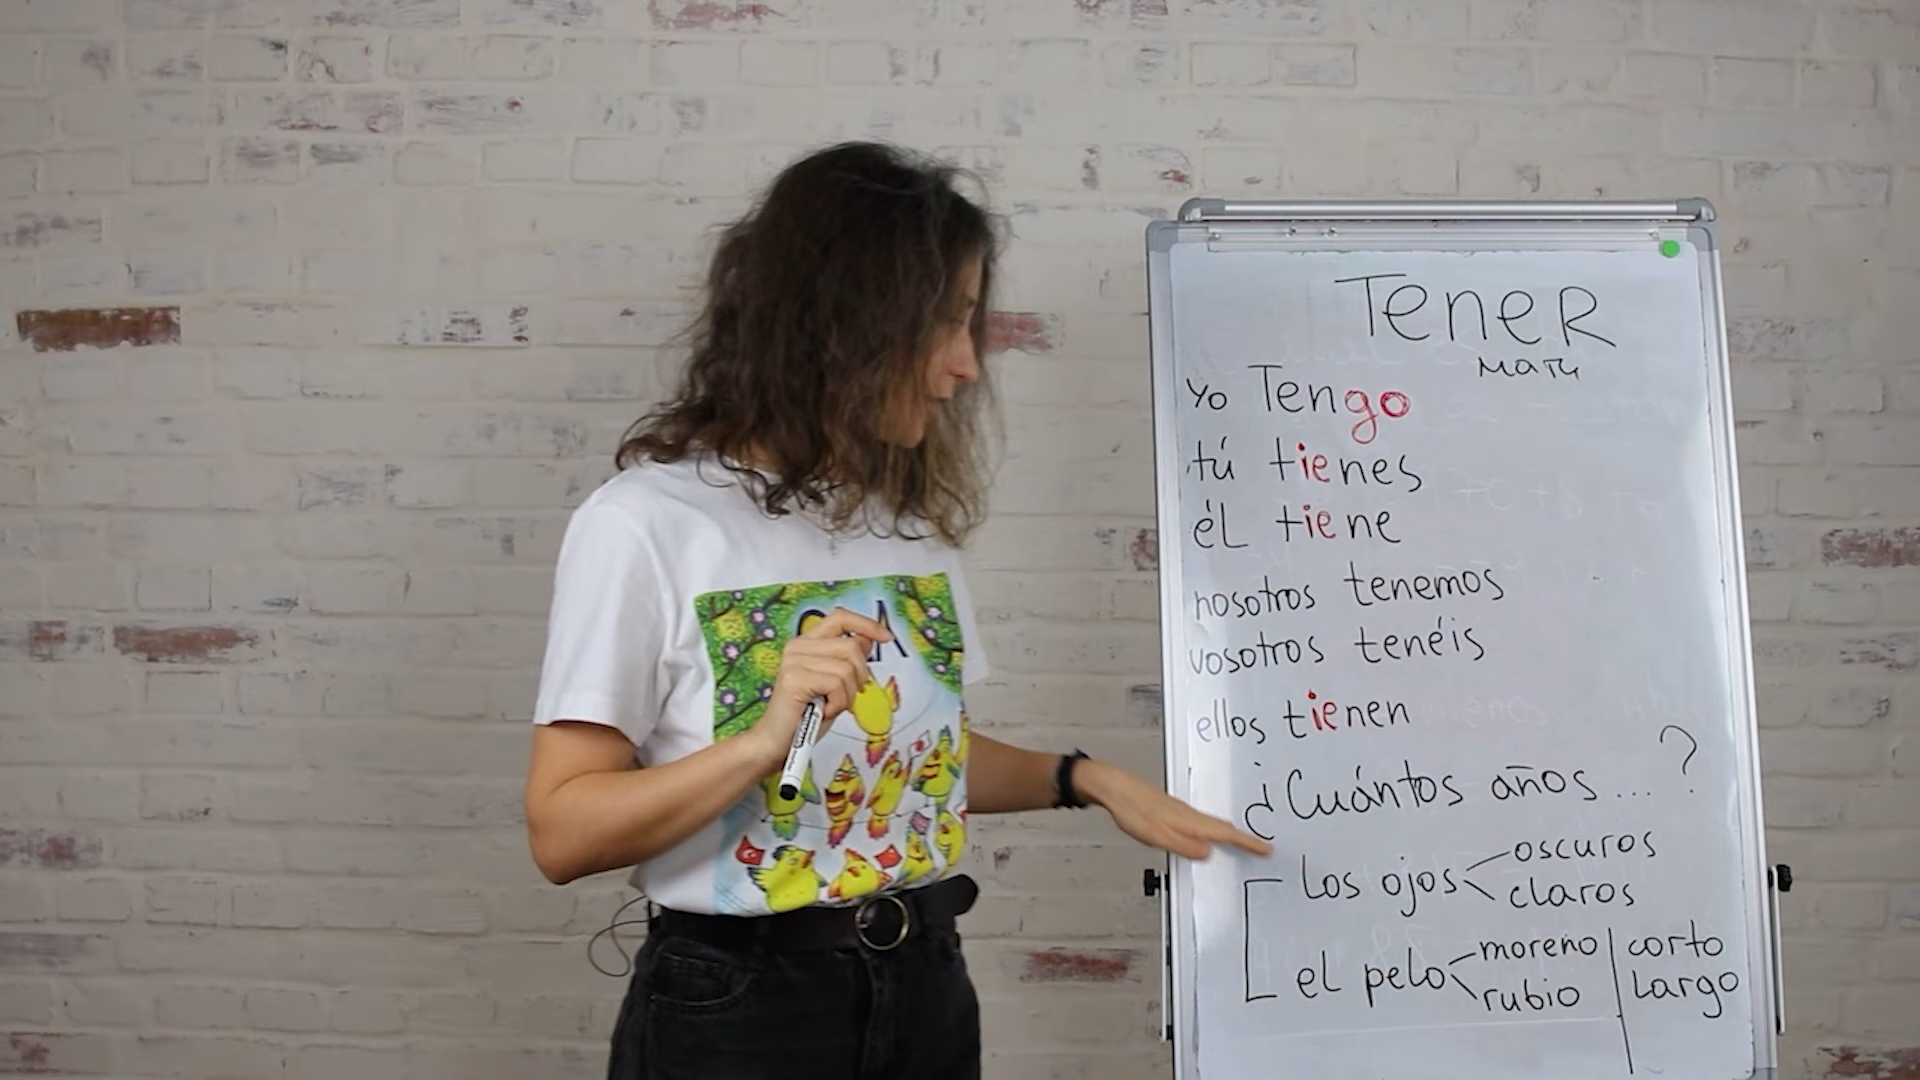 TeneR
мати
yo Tengo
tú tienes
éL tiene
nosotros tenemos
vosotros tenéis
ellos tienen
¿Cuántos años ... ?
Los ojos oscuros
claros
el pelo moreno corto
rubio Largo